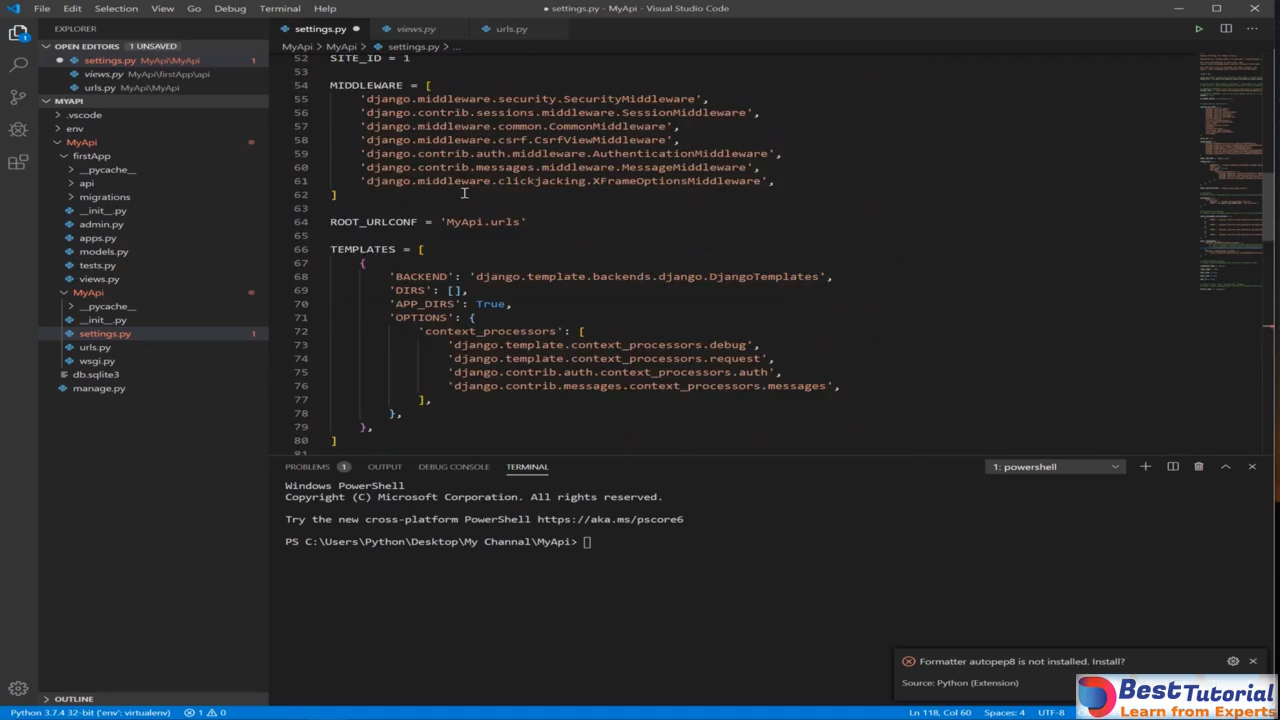 File Edit Selection View Go Debug Terminal Help
● settings.py - MyApi - Visual Studio Code
EXPLORER
settings.py ● views.py urls.py
OPEN EDITORS 1 UNSAVED
MyApi > MyApi > settings.py > ...
settings.py MyApi\MyApi 1
views.py MyApi\firstApp\api
urls.py MyApi\MyApi
MYAPI
.vscode
env
MyApi
firstApp
__pycache__
api
migrations
__init__.py
admin.py
apps.py
models.py
tests.py
views.py
MyApi
__pycache__
__init__.py
settings.py 1
urls.py
wsgi.py
db.sqlite3
manage.py
OUTLINE
52 SITE_ID = 1
53
54 MIDDLEWARE = [
55 'django.middleware.security.SecurityMiddleware',
56 'django.contrib.sessions.middleware.SessionMiddleware',
57 'django.middleware.common.CommonMiddleware',
58 'django.middleware.csrf.CsrfViewMiddleware',
59 'django.contrib.auth.middleware.AuthenticationMiddleware',
60 'django.contrib.messages.middleware.MessageMiddleware',
61 'django.middleware.clickjacking.XFrameOptionsMiddleware',
62 ]
63
64 ROOT_URLCONF = 'MyApi.urls'
65
66 TEMPLATES = [
67 {
68 'BACKEND': 'django.template.backends.django.DjangoTemplates',
69 'DIRS': [],
70 'APP_DIRS': True,
71 'OPTIONS': {
72 'context_processors': [
73 'django.template.context_processors.debug',
74 'django.template.context_processors.request',
75 'django.contrib.auth.context_processors.auth',
76 'django.contrib.messages.context_processors.messages',
77 ],
78 },
79 },
80 ]
81
PROBLEMS 1 OUTPUT DEBUG CONSOLE TERMINAL 1: powershell
Windows PowerShell
Copyright (C) Microsoft Corporation. All rights reserved.
Try the new cross-platform PowerShell https://aka.ms/pscore6
PS C:\Users\Python\Desktop\My Channal\MyApi>
Formatter autopep8 is not installed. Install?
Source: Python (Extension)
BestTutorial
Learn from Experts
Python 3.7.4 32-bit ('env': virtualenv) 1 0 Ln 118, Col 60 Spaces: 4 UTF-8